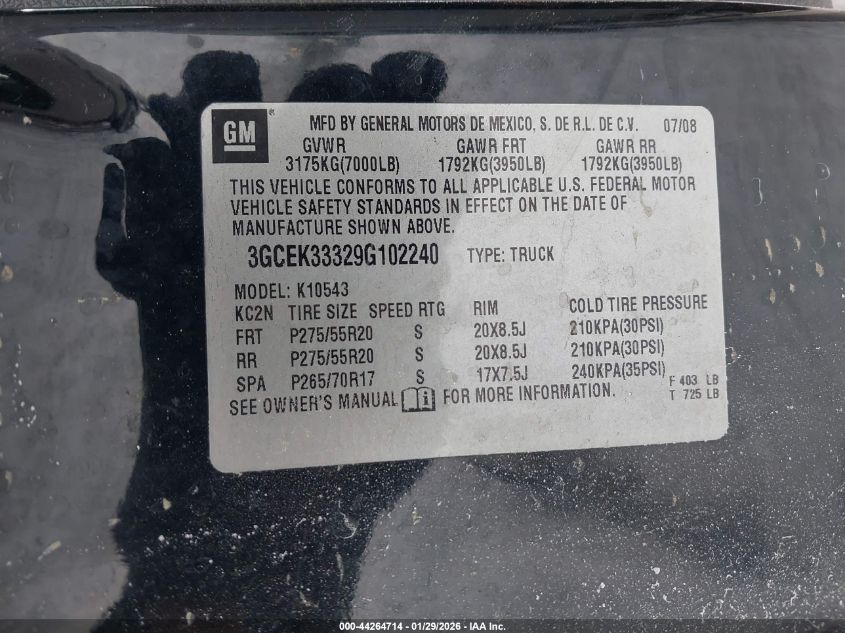 GM
MFD BY GENERAL MOTORS DE MEXICO, S. DE R.L. DE C.V. 07/08
GVWR GAWR FRT GAWR RR
3175KG(7000LB) 1792KG(3950LB) 1792KG(3950LB)
THIS VEHICLE CONFORMS TO ALL APPLICABLE U.S. FEDERAL MOTOR
VEHICLE SAFETY STANDARDS IN EFFECT ON THE DATE OF
MANUFACTURE SHOWN ABOVE.
3GCEK33329G102240 TYPE: TRUCK
MODEL: K10543
KC2N TIRE SIZE SPEED RTG RIM COLD TIRE PRESSURE
FRT P275/55R20 S 20X8.5J 210KPA(30PSI)
RR P275/55R20 S 20X8.5J 210KPA(30PSI)
SPA P265/70R17 S 17X7.5J 240KPA(35PSI)
F 403 LB
SEE OWNER'S MANUAL FOR MORE INFORMATION.
T 725 LB
000-44264714 - 01/29/2026 - IAA Inc.